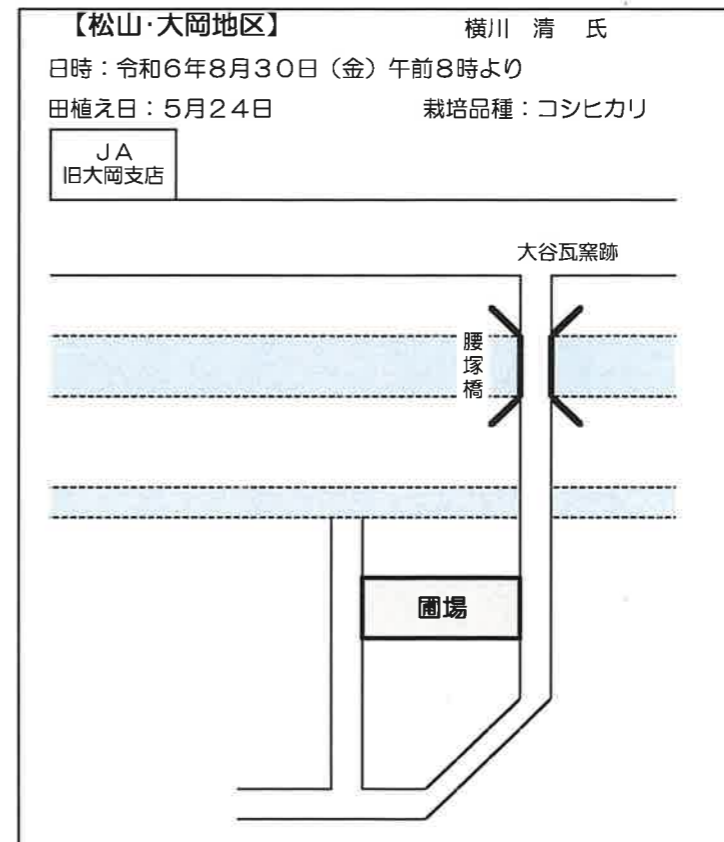 【松山・大岡地区】 横川 清 氏
日時：令和6年8月30日（金）午前8時より
田植え日：5月24日 栽培品種：コシヒカリ
JA
旧大岡支店
大谷瓦窯跡
腰塚橋
圃場